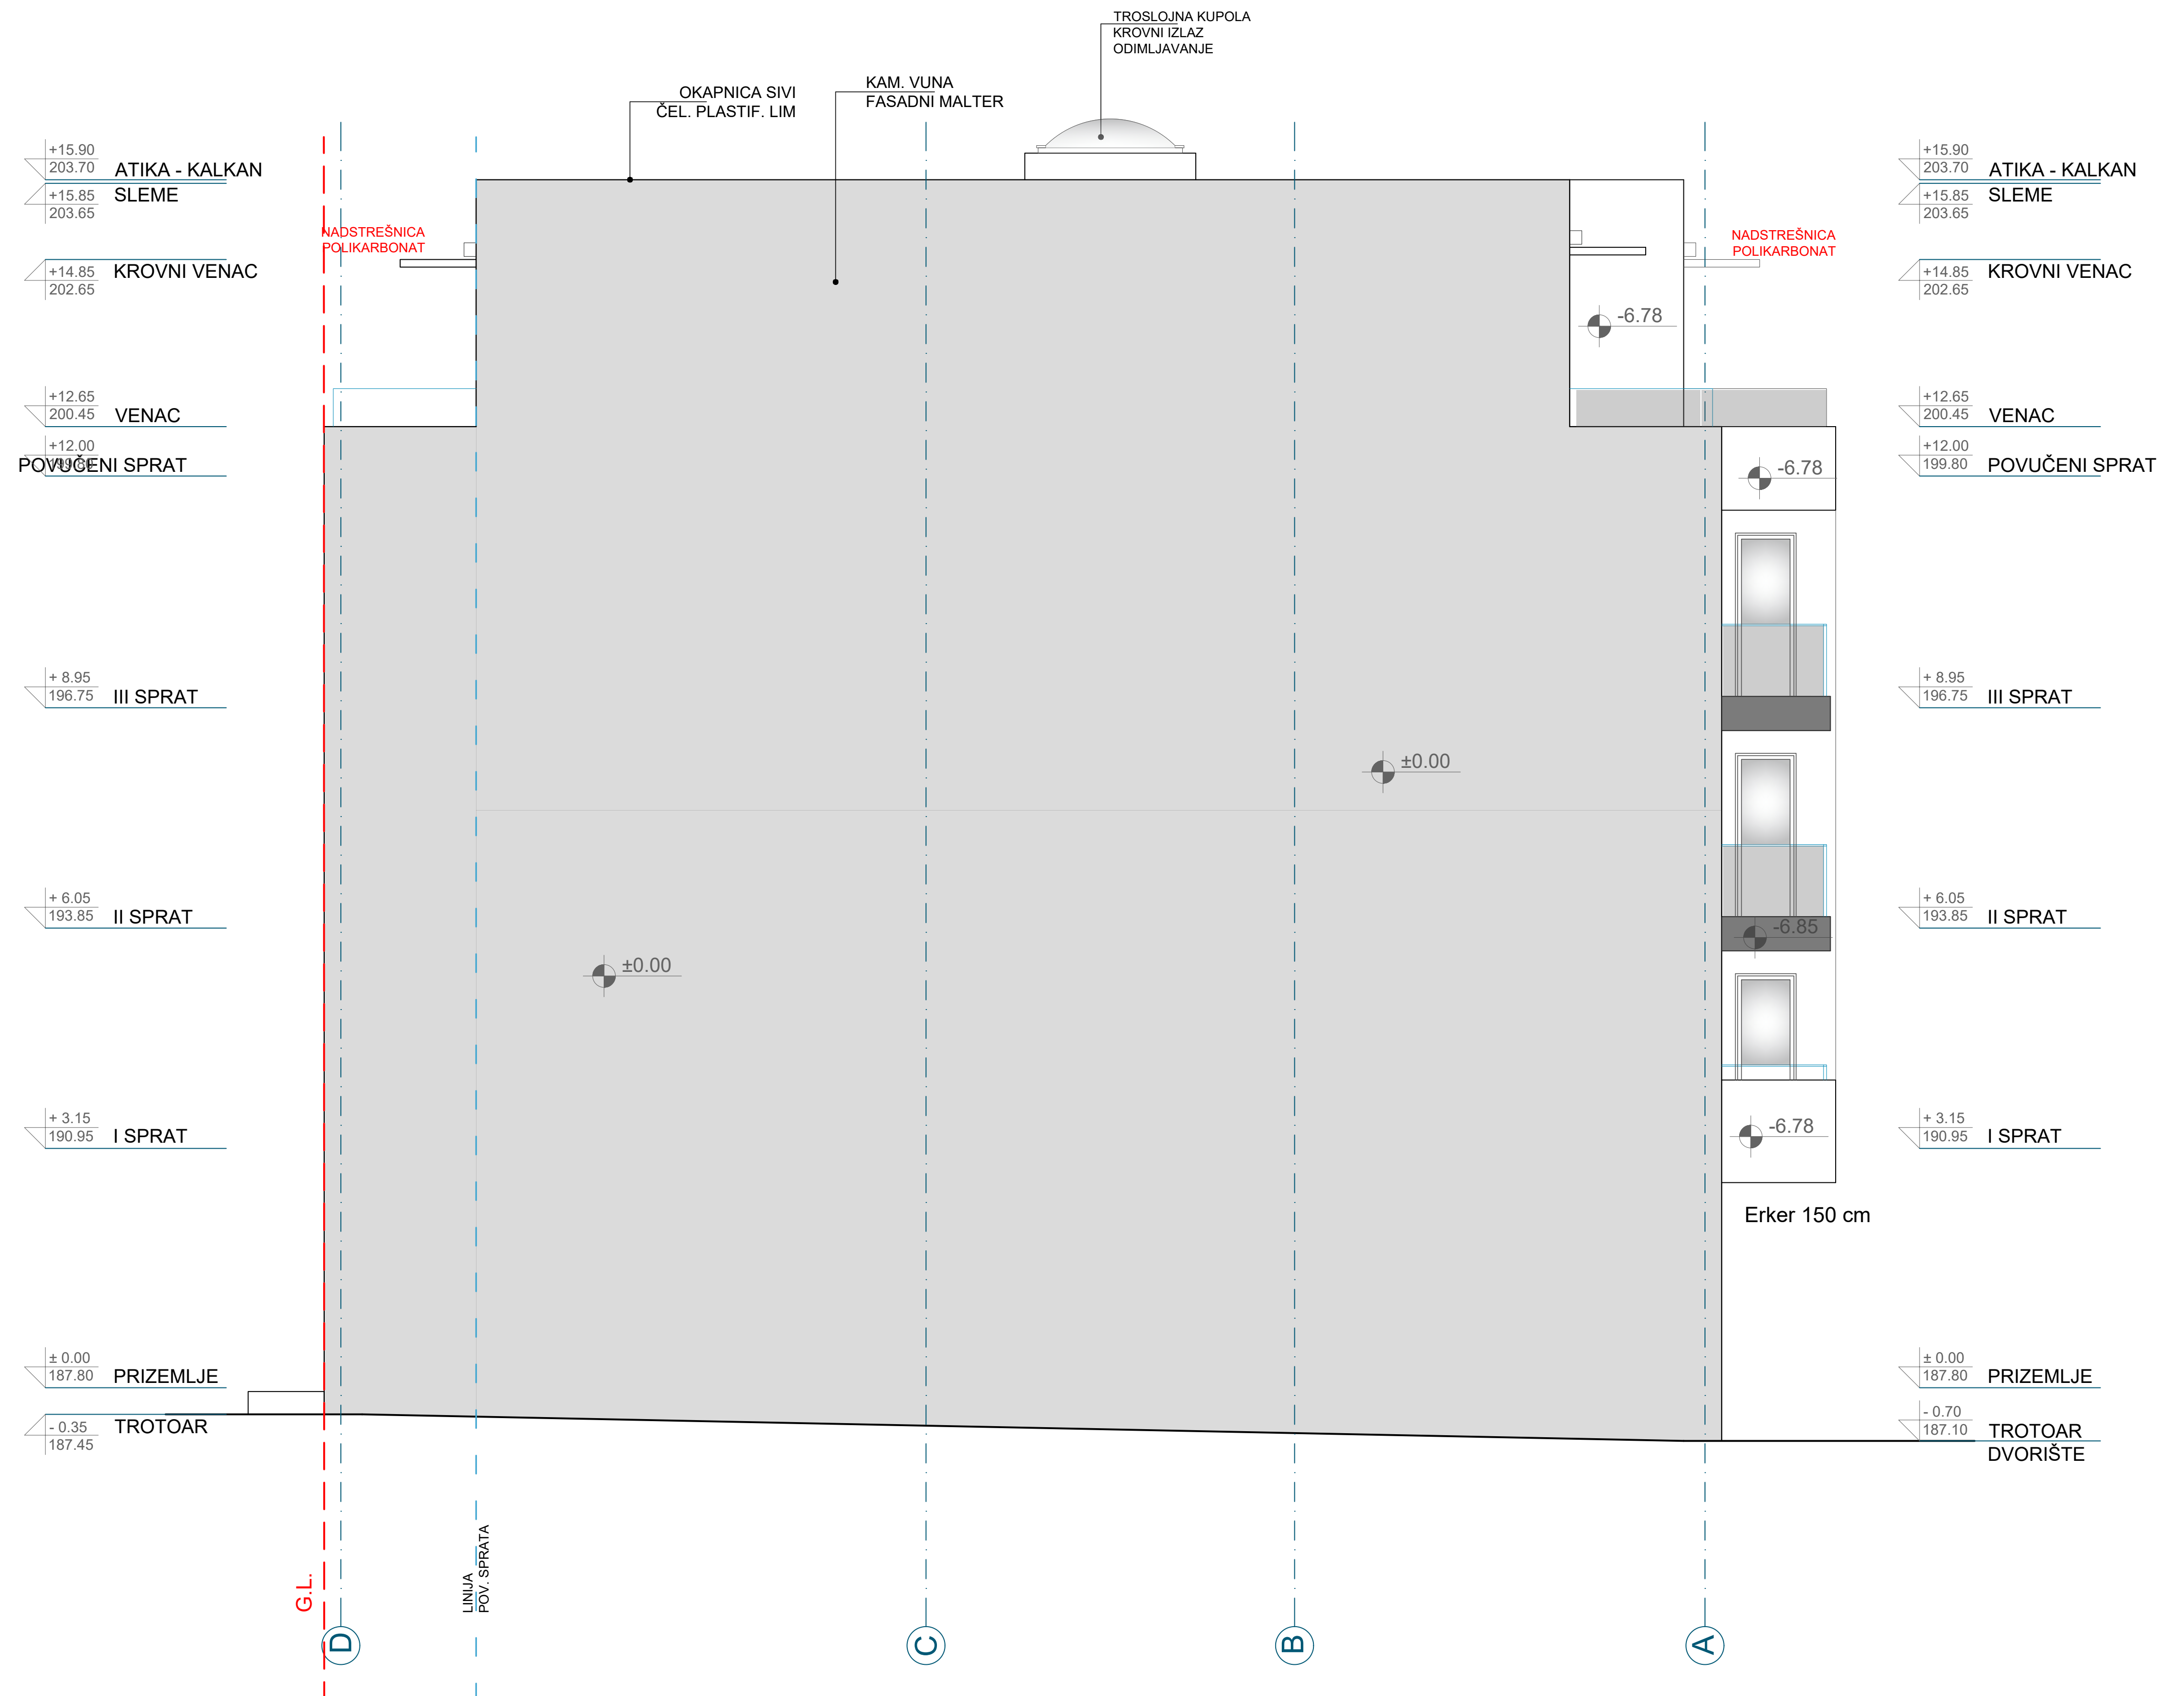 TROSLOJNA KUPOLA
KROVNI IZLAZ
ODIMLJAVANJE
OKAPNICA SIVI
ČEL. PLASTIF. LIM
KAM. VUNA
FASADNI MALTER
+15.90
203.70
ATIKA - KALKAN
+15.85
203.65
SLEME
NADSTREŠNICA
POLIKARBONAT
+14.85
202.65
KROVNI VENAC
+12.65
200.45
VENAC
+12.00
199.80
POVUČENI SPRAT
+ 8.95
196.75
III SPRAT
+ 6.05
193.85
II SPRAT
+ 3.15
190.95
I SPRAT
± 0.00
187.80
PRIZEMLJE
- 0.35
187.45
TROTOAR
±0.00
±0.00
-6.78
-6.78
-6.85
-6.78
Erker 150 cm
NADSTREŠNICA
POLIKARBONAT
+15.90
203.70
ATIKA - KALKAN
+15.85
203.65
SLEME
+14.85
202.65
KROVNI VENAC
+12.65
200.45
VENAC
+12.00
199.80
POVUČENI SPRAT
+ 8.95
196.75
III SPRAT
+ 6.05
193.85
II SPRAT
+ 3.15
190.95
I SPRAT
± 0.00
187.80
PRIZEMLJE
- 0.70
187.10
TROTOAR
DVORIŠTE
G.L.
LINIJA
POV. SPRATA
D
C
B
A